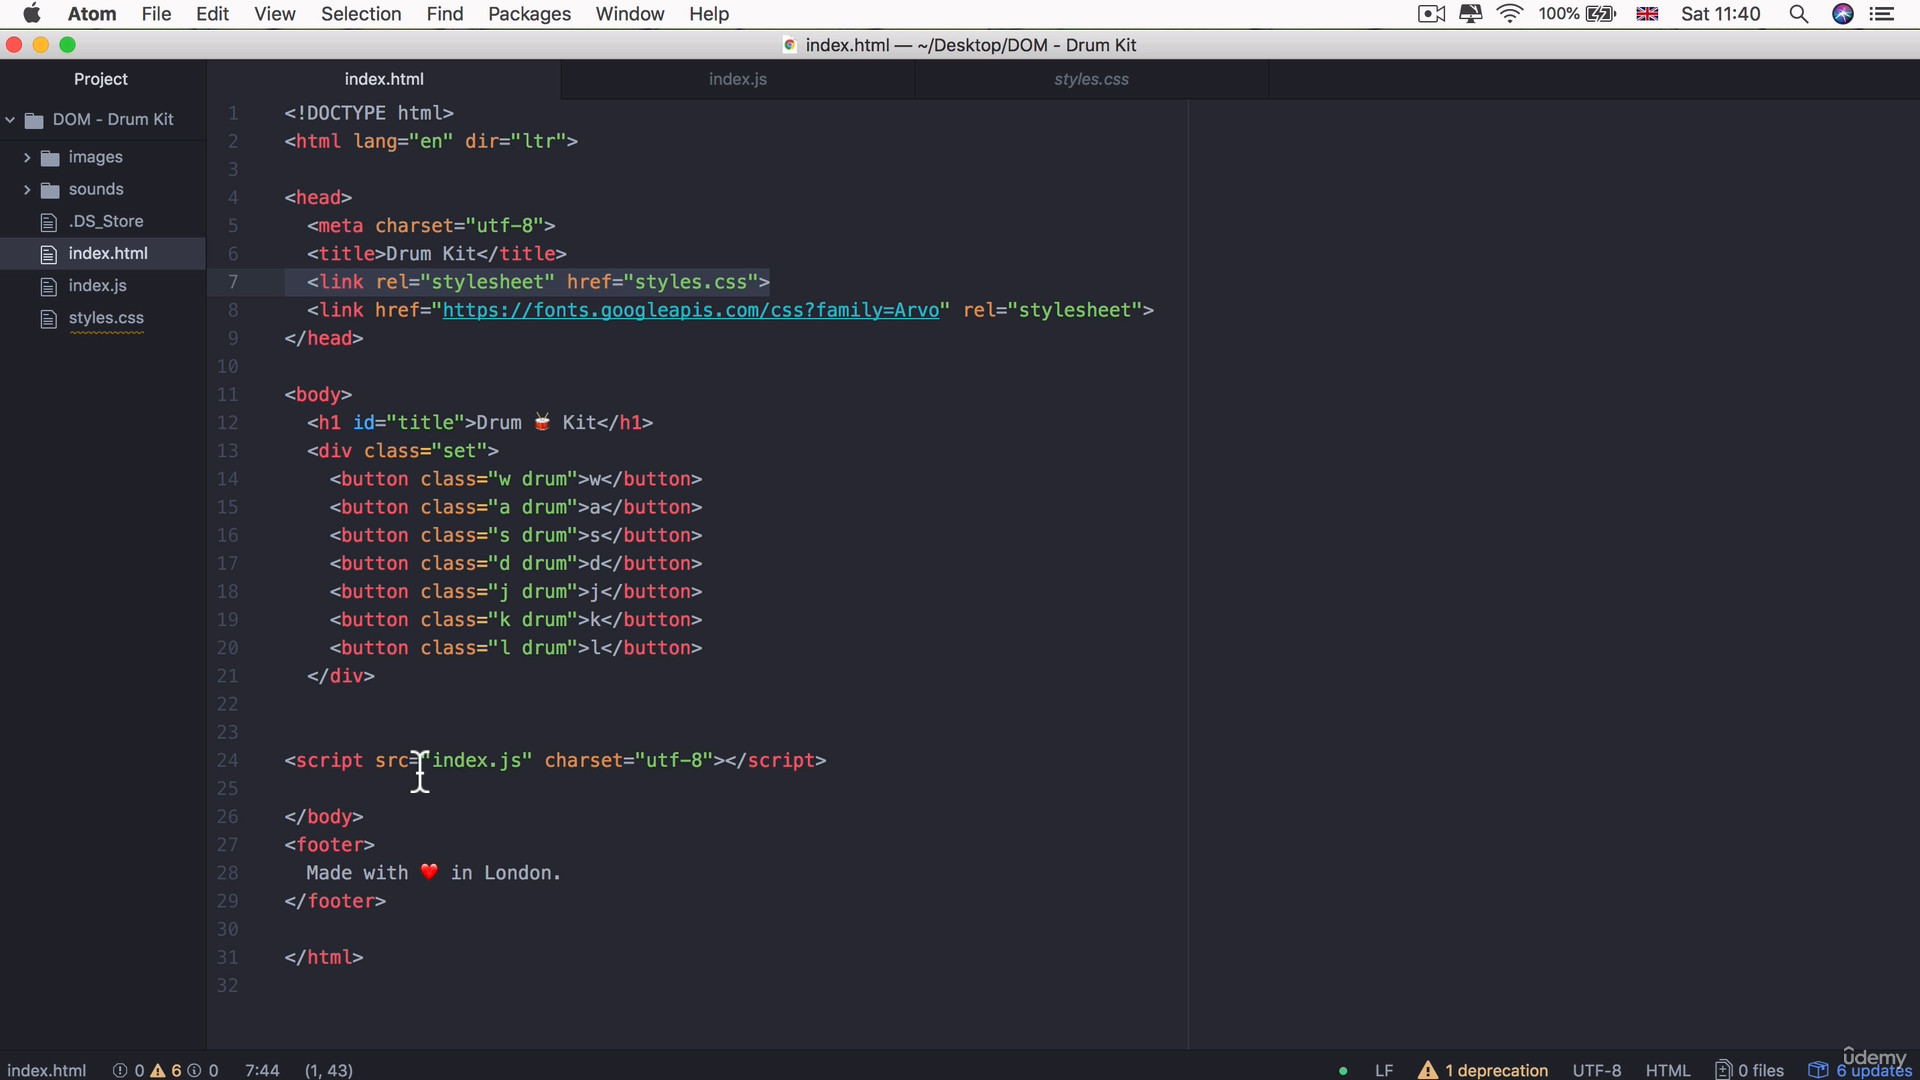 Atom File Edit View Selection Find Packages Window Help 100% Sat 11:40
index.html — ~/Desktop/DOM - Drum Kit
Project index.html index.js styles.css
DOM - Drum Kit
images
sounds
.DS_Store
index.html
index.js
styles.css
1 <!DOCTYPE html>
2 <html lang="en" dir="ltr">
3
4 <head>
5 <meta charset="utf-8">
6 <title>Drum Kit</title>
7 <link rel="stylesheet" href="styles.css">
8 <link href="https://fonts.googleapis.com/css?family=Arvo" rel="stylesheet">
9 </head>
10
11 <body>
12 <h1 id="title">Drum 🥁 Kit</h1>
13 <div class="set">
14 <button class="w drum">w</button>
15 <button class="a drum">a</button>
16 <button class="s drum">s</button>
17 <button class="d drum">d</button>
18 <button class="j drum">j</button>
19 <button class="k drum">k</button>
20 <button class="l drum">l</button>
21 </div>
22
23
24 <script src="index.js" charset="utf-8"></script>
25
26 </body>
27 <footer>
28 Made with ❤️ in London.
29 </footer>
30
31 </html>
32
index.html 0 6 0 7:44 (1, 43) LF 1 deprecation UTF-8 HTML 0 files 6 updates
ûdemy